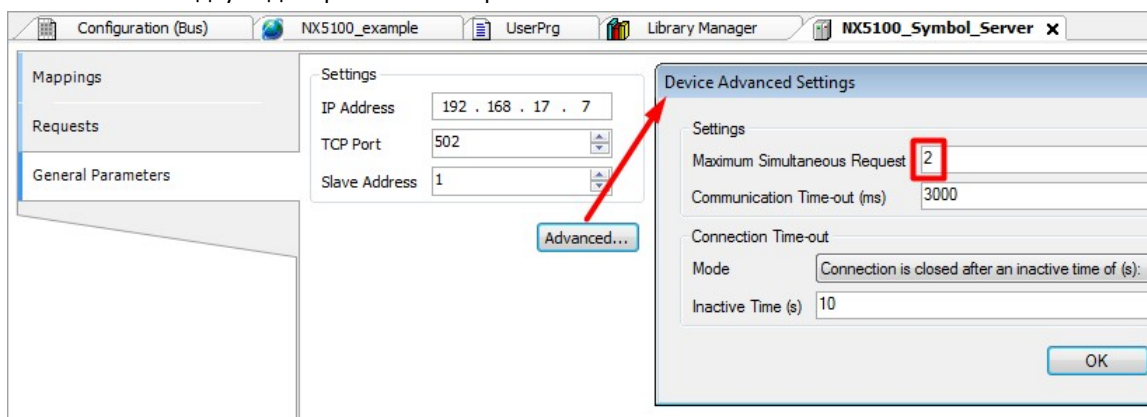 Configuration (Bus) NX5100_example UserPrg Library Manager NX5100_Symbol_Server x
Mappings
Requests
General Parameters
Settings
IP Address 192 . 168 . 17 . 7
TCP Port 502
Slave Address 1
Advanced...
Device Advanced Settings
Settings
Maximum Simultaneous Request 2
Communication Time-out (ms) 3000
Connection Time-out
Mode Connection is closed after an inactive time of (s):
Inactive Time (s) 10
OK